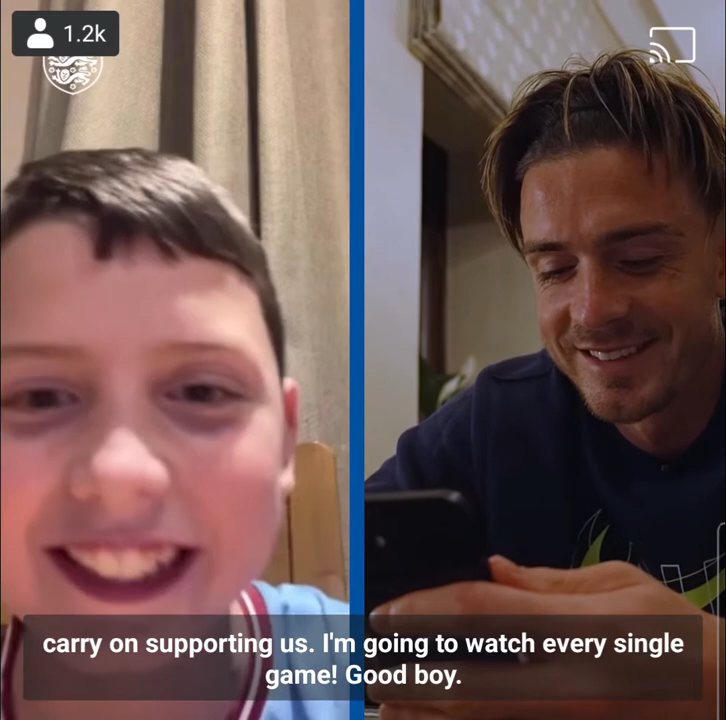 1.2k
carry on supporting us. I'm going to watch every single
game! Good boy.